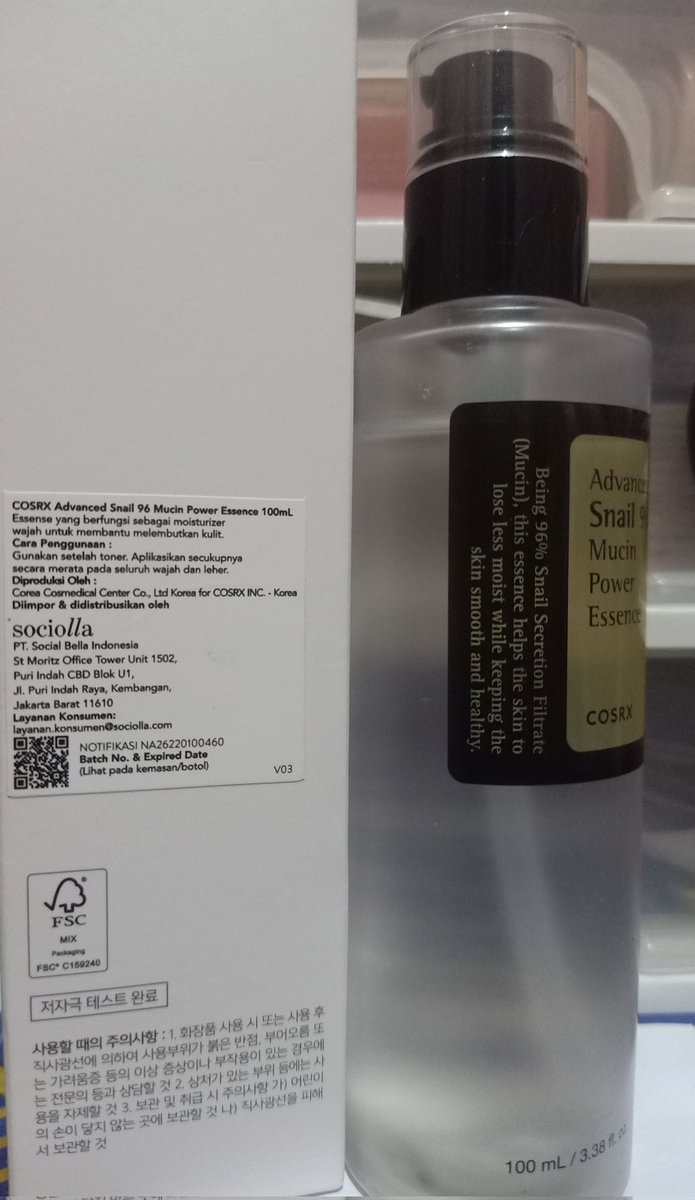 COSRX Advanced Snail 96 Mucin Power Essence 100mL
Essense yang berfungsi sebagai moisturizer
wajah untuk membantu melembutkan kulit.
Cara Penggunaan :
Gunakan setelah toner. Aplikasikan secukupnya
secara merata pada seluruh wajah dan leher.
Diproduksi Oleh :
Corea Cosmedical Center Co., Ltd Korea for COSRX INC. - Korea
Diimpor & didistribusikan oleh
sociolla
PT. Social Bella Indonesia
St Moritz Office Tower Unit 1502,
Puri Indah CBD Blok U1,
Jl. Puri Indah Raya, Kembangan,
Jakarta Barat 11610
Layanan Konsumen:
layanan.konsumen@sociolla.com
NOTIFIKASI NA26220100460
Batch No. & Expired Date
(Lihat pada kemasan/botol)
V03
FSC
MIX
Packaging
FSC® C159240
저자극 테스트 완료
사용할 때의 주의사항 : 1. 화장품 사용 시 또는 사용 후
직사광선에 의하여 사용부위가 붉은 반점, 부어오름 또
는 가려움증 등의 이상 증상이나 부작용이 있는 경우에
는 전문의 등과 상담할 것 2. 상처가 있는 부위 등에는 사
용을 자제할 것 3. 보관 및 취급 시 주의사항 가) 어린이
의 손이 닿지 않는 곳에 보관할 것 나) 직사광선을 피해
서 보관할 것
Being 96% Snail Secretion Filtrate
(Mucin), this essence helps the skin to
lose less moist while keeping the
skin smooth and healthy.
Advance
Snail 9
Mucin
Power
Essence
COSRX
100 mL / 3.38 fl. oz